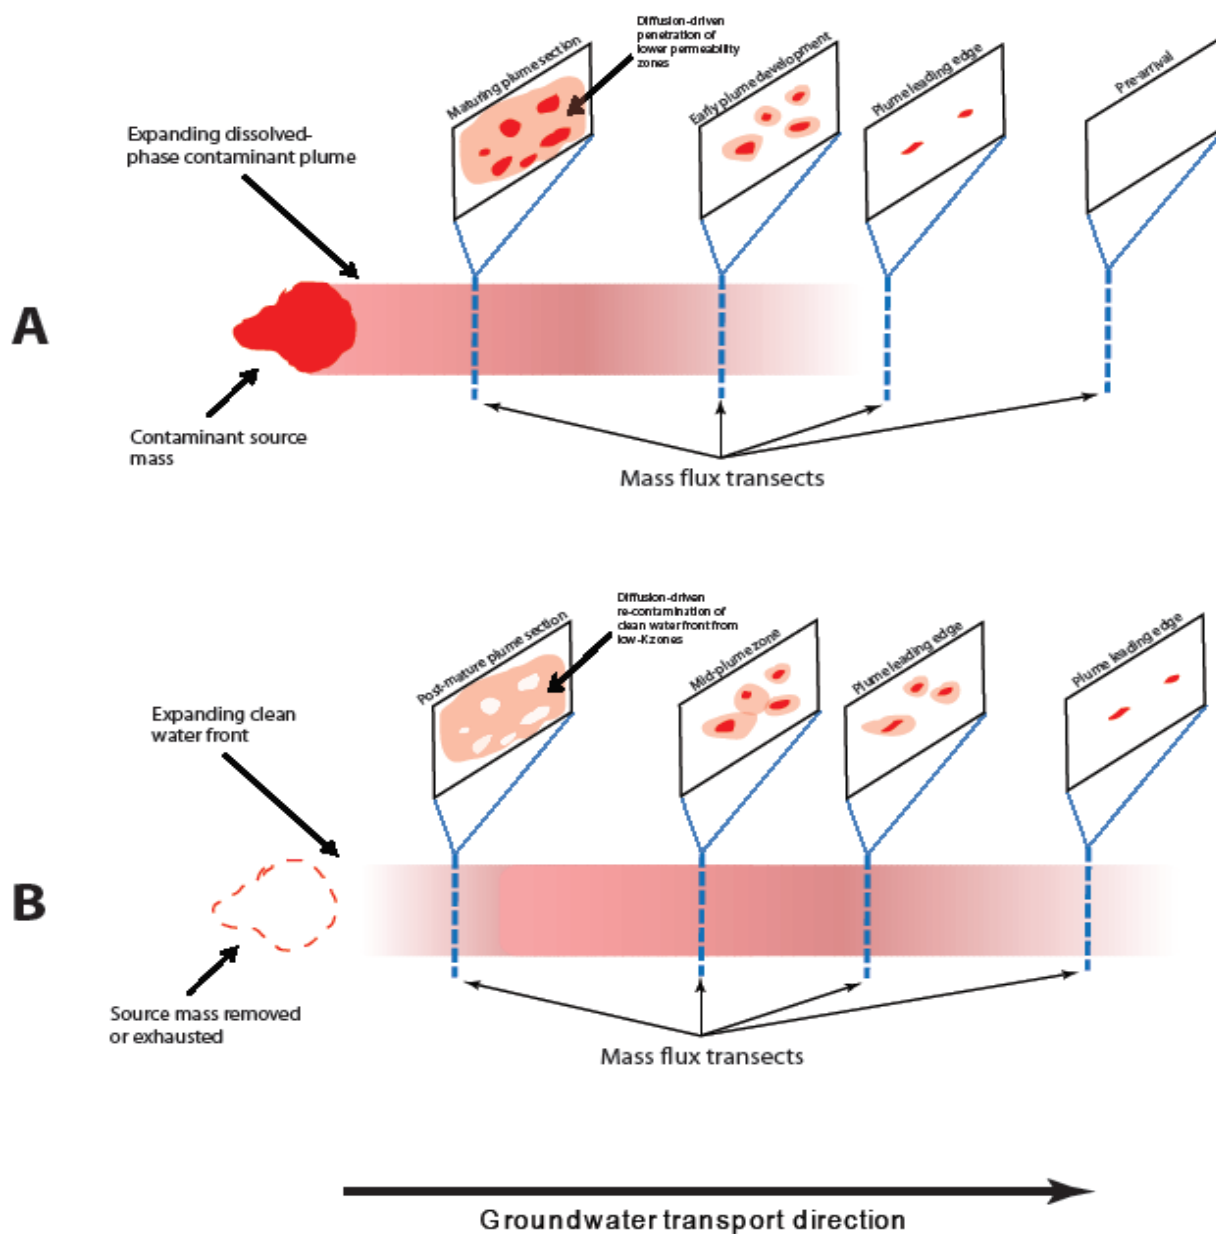 Diffusion-driven
penetration of
lower permeability
zones
Maturing plume section
Early plume development
Plume leading edge
Pre-arrival
Expanding dissolved-
phase contaminant plume
A
Contaminant source
mass
Mass flux transects
Diffusion-driven
re-contamination of
clean water front from
low-K zones
Post-mature plume section
Mid-plume zone
Plume leading edge
Plume leading edge
Expanding clean
water front
B
Source mass removed
or exhausted
Mass flux transects
Groundwater transport direction